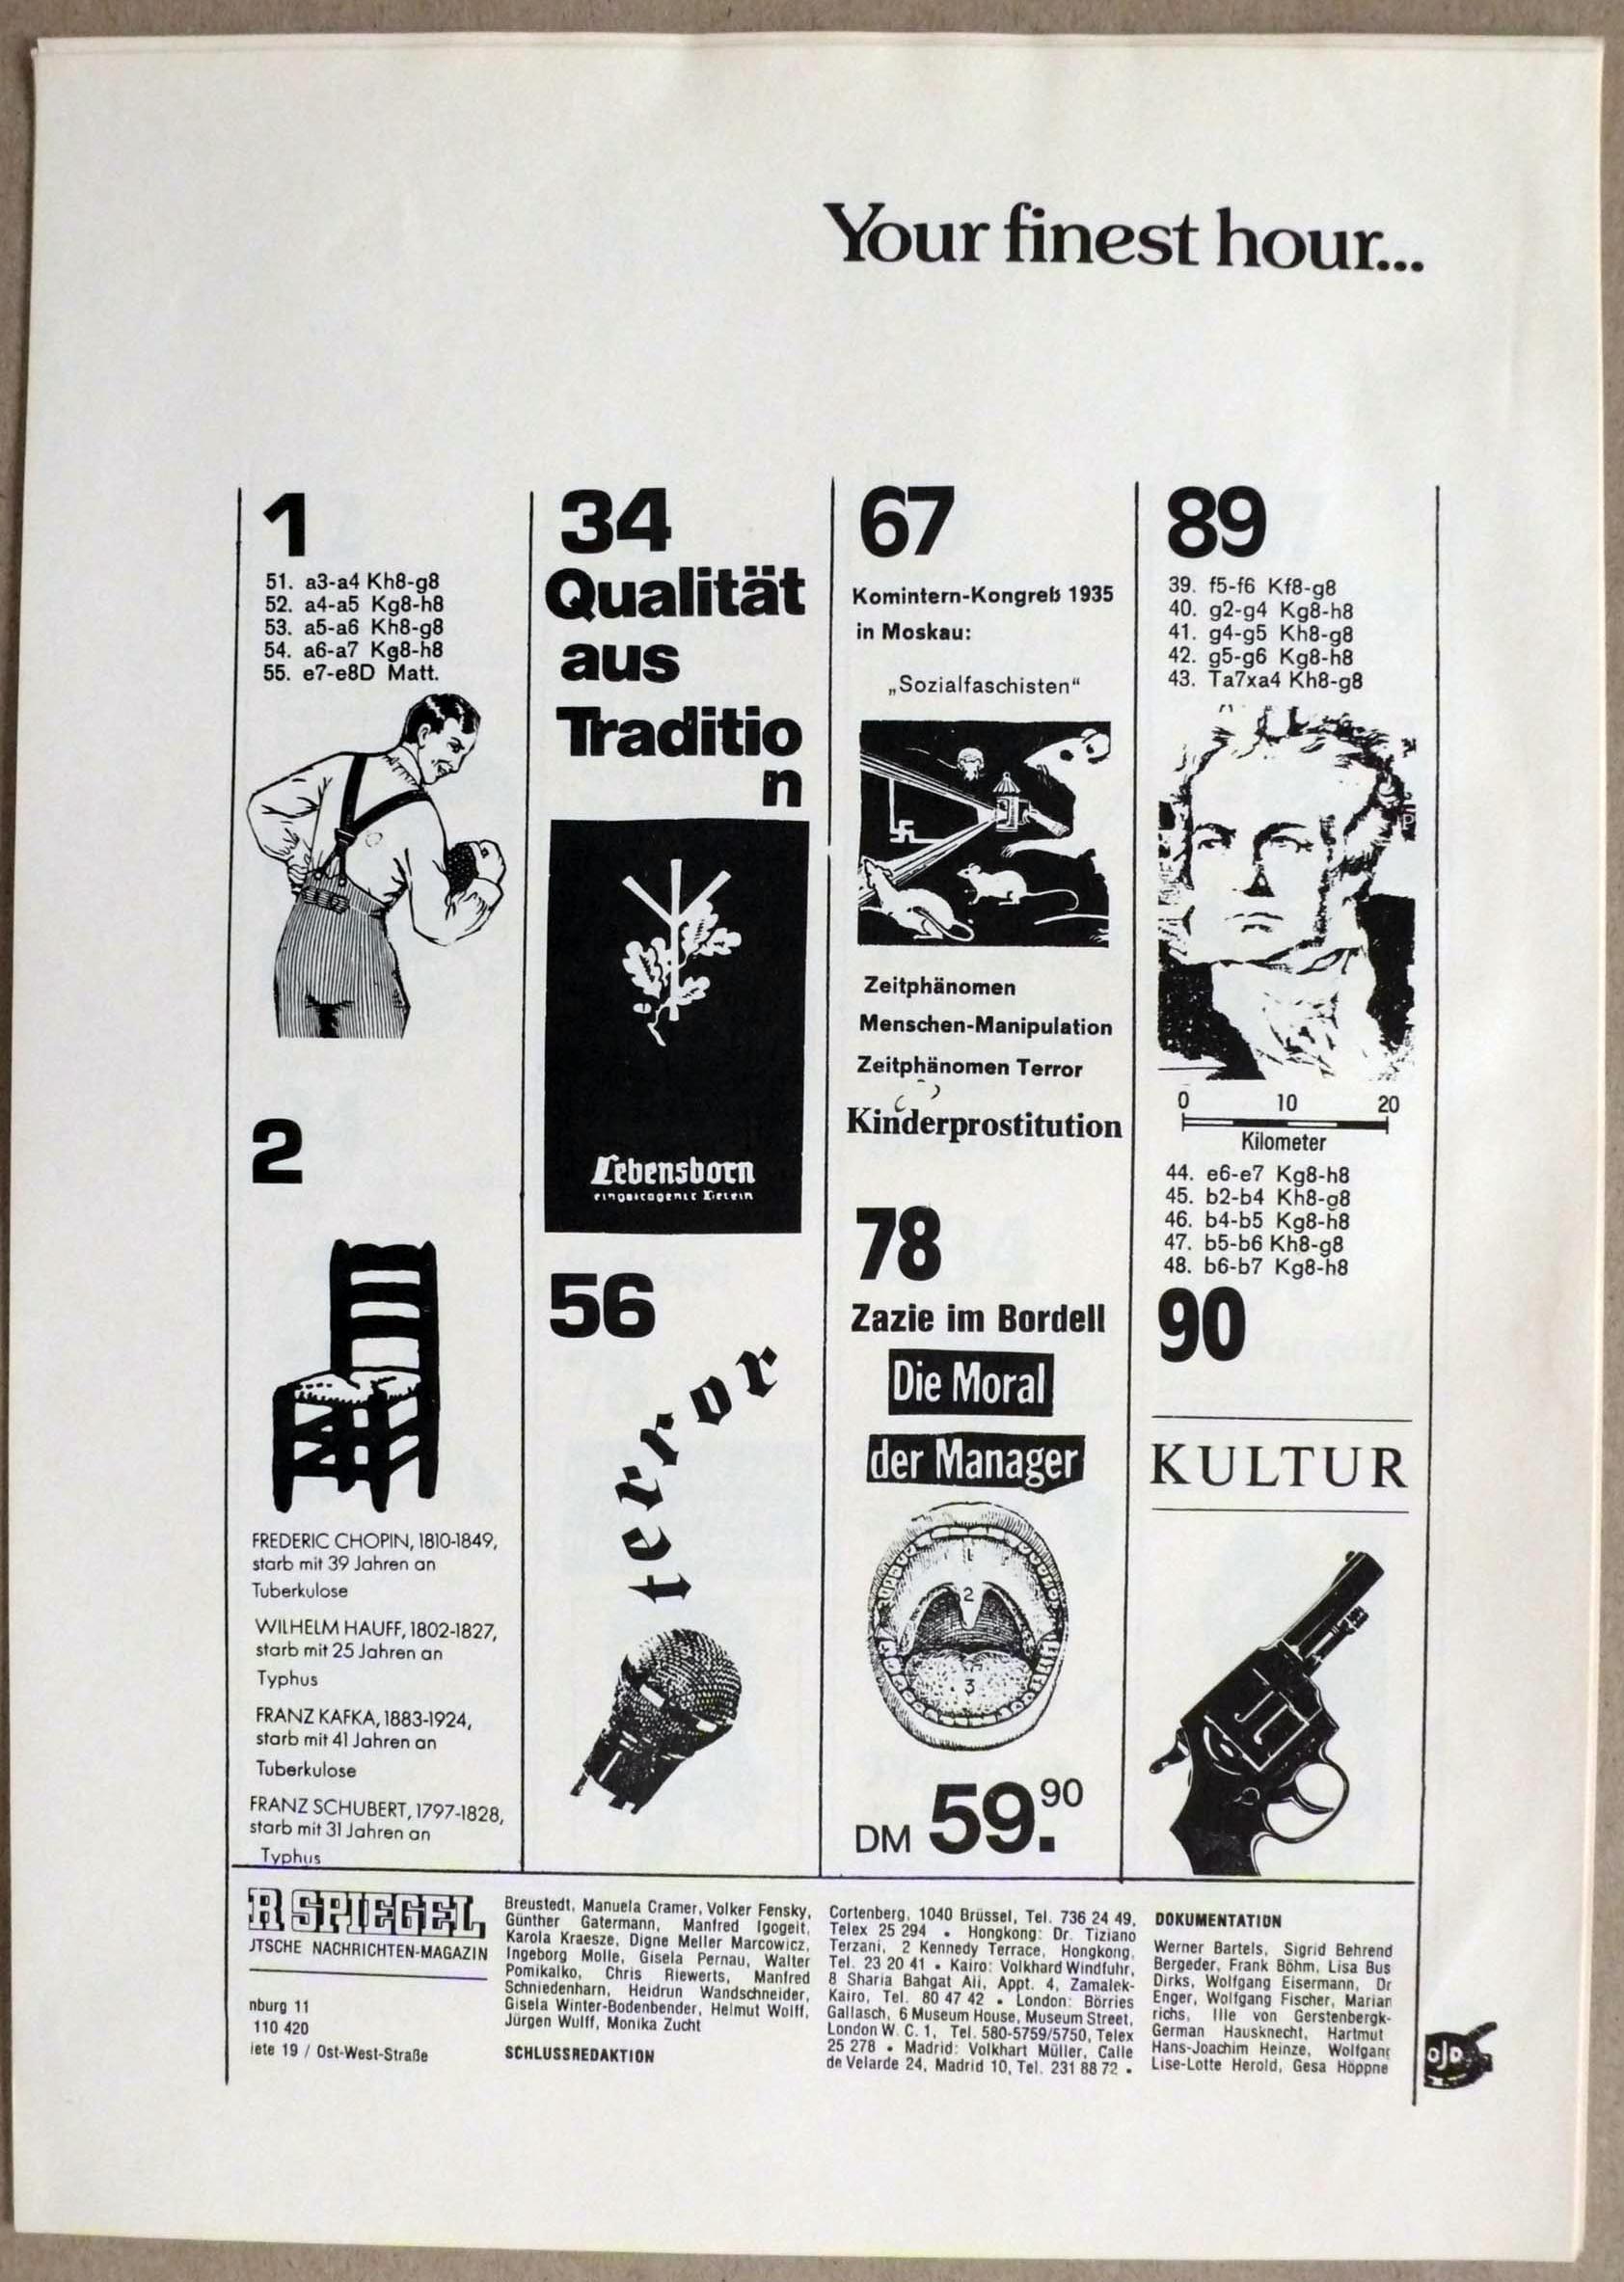 Your finest hour...
1
51. a3-a4 Kh8-g8
52. a4-a5 Kg8-h8
53. a5-a6 Kh8-g8
54. a6-a7 Kg8-h8
55. e7-e8D Matt.
2
FREDERIC CHOPIN, 1810-1849,
starb mit 39 Jahren an
Tuberkulose
WILHELM HAUFF, 1802-1827,
starb mit 25 Jahren an
Typhus
FRANZ KAFKA, 1883-1924,
starb mit 41 Jahren an
Tuberkulose
FRANZ SCHUBERT, 1797-1828,
starb mit 31 Jahren an
Typhus
34
Qualität
aus
Traditio
n
Lebensborn
56
terror
67
Komintern-Kongreß 1935
in Moskau:
„Sozialfaschisten“
Zeitphänomen
Menschen-Manipulation
Zeitphänomen Terror
Kinderprostitution
78
Zazie im Bordell
Die Moral
der Manager
1
2
3
DM 59.90
89
39. f5-f6 Kf8-g8
40. g2-g4 Kg8-h8
41. g4-g5 Kh8-g8
42. g5-g6 Kg8-h8
43. Ta7xa4 Kh8-g8
0 10 20
Kilometer
44. e6-e7 Kg8-h8
45. b2-b4 Kh8-g8
46. b4-b5 Kg8-h8
47. b5-b6 Kh8-g8
48. b6-b7 Kg8-h8
90
KULTUR
R SPIEGEL
JTSCHE NACHRICHTEN-MAGAZIN
nburg 11
110 420
iete 19 / Ost-West-Straße
Breustedt, Manuela Cramer, Volker Fensky,
Günther Gatermann, Manfred Igogeit,
Karola Kraesze, Digne Meller Marcowicz,
Ingeborg Molle, Gisela Pernau, Walter
Pomikalko, Chris Riewerts, Manfred
Schniedenharn, Heidrun Wandschneider,
Gisela Winter-Bodenbender, Helmut Wolff,
Jürgen Wulff, Monika Zucht
SCHLUSSREDAKTION
Cortenberg, 1040 Brüssel, Tel. 736 24 49,
Telex 25 294 • Hongkong: Dr. Tiziano
Terzani, 2 Kennedy Terrace, Hongkong,
Tel. 23 20 41 • Kairo: Volkhard Windfuhr,
8 Sharia Bahgat Ali, Appt. 4, Zamalek-
Kairo, Tel. 80 47 42 • London: Börries
Gallasch, 6 Museum House, Museum Street,
London W. C. 1, Tel. 580-5759/5750, Telex
25 278 • Madrid: Volkhart Müller, Calle
de Velarde 24, Madrid 10, Tel. 231 88 72 •
DOKUMENTATION
Werner Bartels, Sigrid Behrend
Bergeder, Frank Böhm, Lisa Bus
Dirks, Wolfgang Eisermann, Dr
Enger, Wolfgang Fischer, Marian
richs, Ille von Gerstenbergk-
German Hausknecht, Hartmut
Hans-Joachim Heinze, Wolfgang
Lise-Lotte Herold, Gesa Höppne
ojo